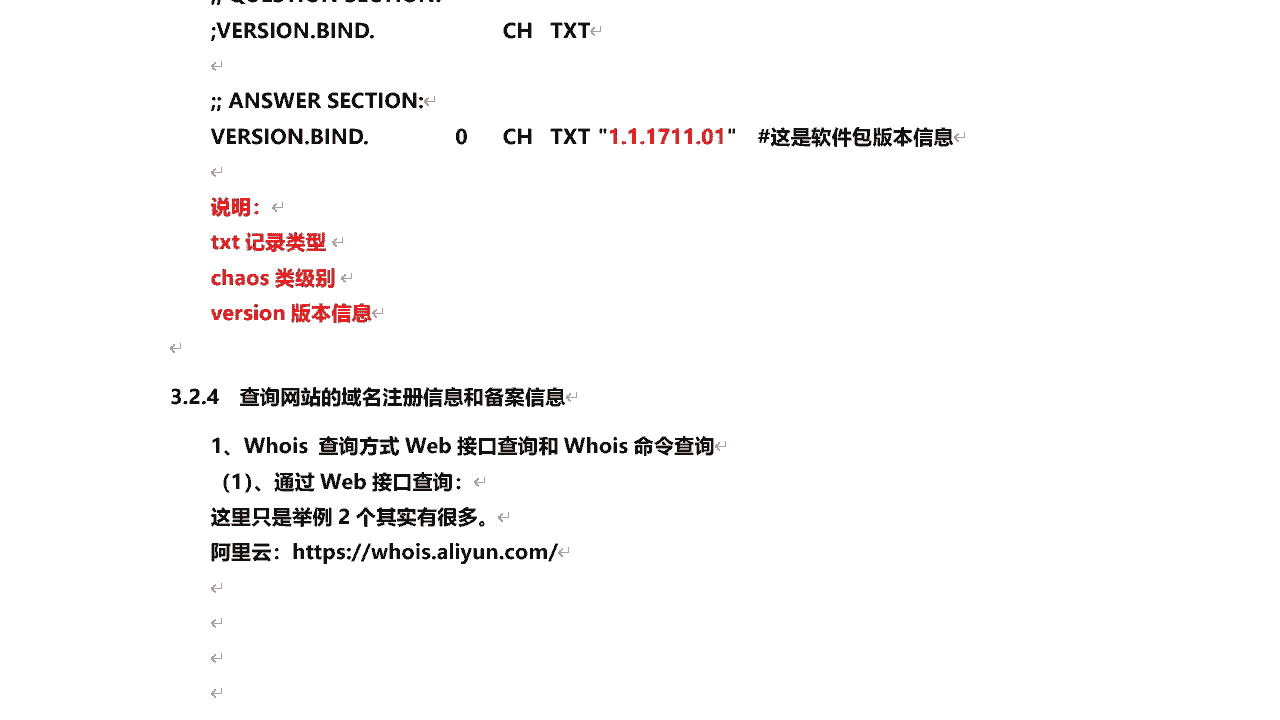 ;; QUESTION SECTION:
;VERSION.BIND. CH TXT
;; ANSWER SECTION:
VERSION.BIND. 0 CH TXT "1.1.1711.01" #这是软件包版本信息
说明：
txt 记录类型
chaos 类级别
version 版本信息
3.2.4 查询网站的域名注册信息和备案信息
1、Whois 查询方式 Web 接口查询和 Whois 命令查询
（1）、通过 Web 接口查询：
这里只是举例 2 个其实有很多。
阿里云：https://whois.aliyun.com/